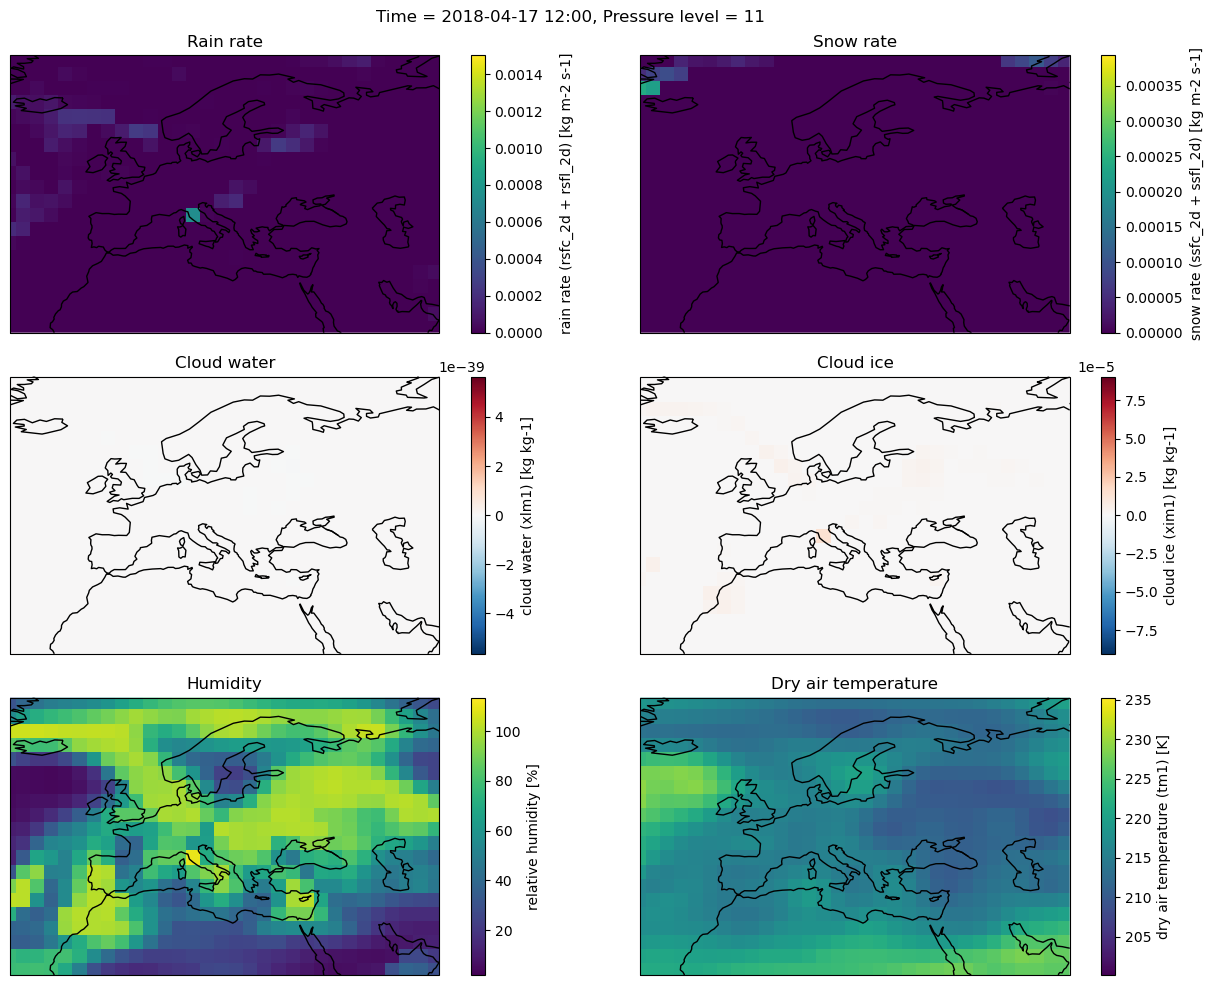 Time = 2018-04-17 12:00, Pressure level = 11
Rain rate
0.0014
0.0012
0.0010
0.0008
0.0006
0.0004
0.0002
0.0000
rain rate (rsfc_2d + rsfl_2d) [kg m-2 s-1]
Snow rate
0.00035
0.00030
0.00025
0.00020
0.00015
0.00010
0.00005
0.00000
snow rate (ssfc_2d + ssfl_2d) [kg m-2 s-1]
Cloud water
1e−39
4
2
0
−2
−4
cloud water (xlm1) [kg kg-1]
Cloud ice
1e−5
7.5
5.0
2.5
0.0
−2.5
−5.0
−7.5
cloud ice (xim1) [kg kg-1]
Humidity
100
80
60
40
20
relative humidity [%]
Dry air temperature
235
230
225
220
215
210
205
dry air temperature (tm1) [K]